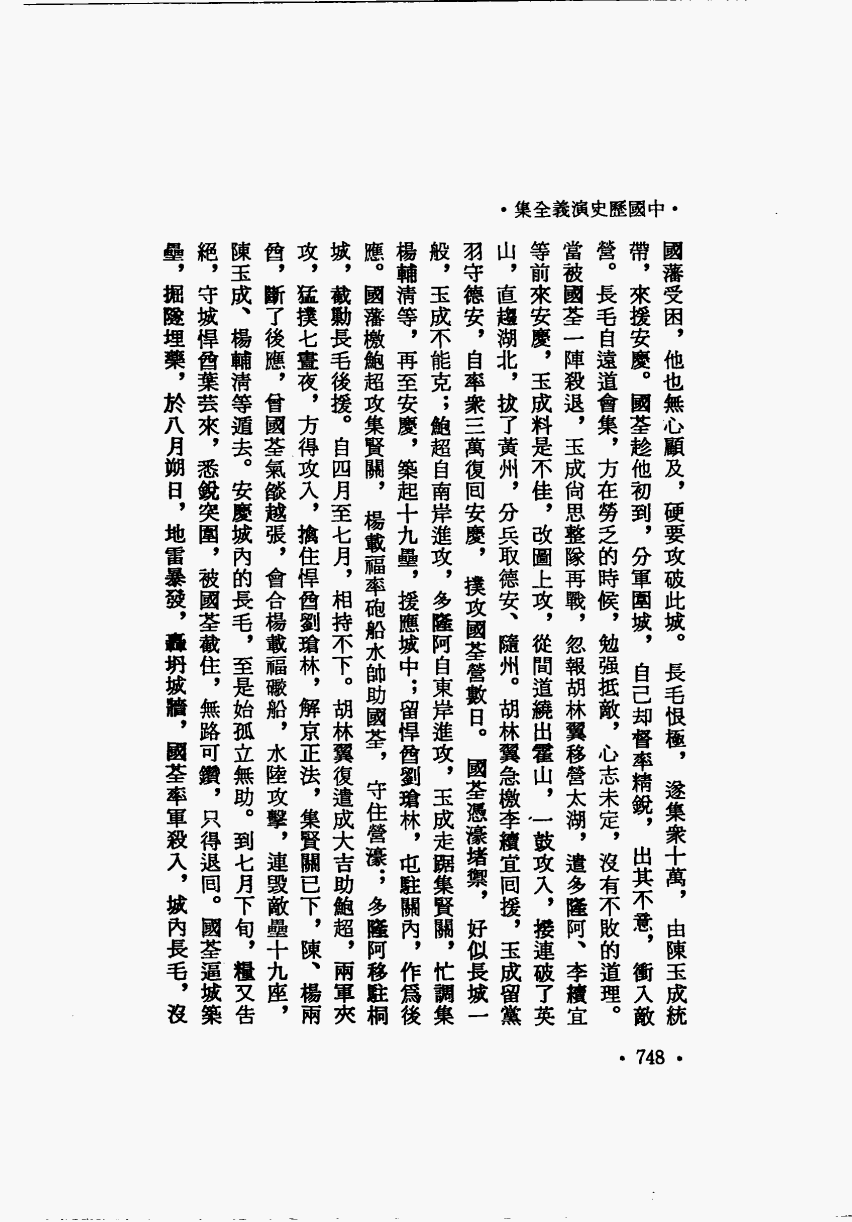 •中國歷史演義全集•
國藩受困，他也無心顧及，硬要攻破此城。長毛恨極，遂集衆十萬，由陳玉成統
帶，來援安慶。國荃趁他初到，分軍圍城，自己却督率精銳，出其不意，衝入敵
營。長毛自遠道會集，方在勞乏的時候，勉强抵敵，心志未定，沒有不敗的道理。
當被國荃一陣殺退，玉成尙思整隊再戰，忽報胡林翼移營太湖，遣多隆阿、李續宜
等前來安慶，玉成料是不佳，改圖上攻，從間道繞出霍山，一鼓攻入，接連破了英
山，直趨湖北，拔了黃州，分兵取德安、隨州。胡林翼急檄李續宜回援，玉成留黨
羽守德安，自率衆三萬復回安慶，撲攻國荃營數日。國荃憑濠堵禦，好似長城一
般，玉成不能克；鮑超自南岸進攻，多隆阿自東岸進攻，玉成走踞集賢關，忙調集
楊輔淸等，再至安慶，築起十九壘，援應城中；留悍酋劉瑲林，屯駐關內，作爲後
應。國藩檄鮑超攻集賢關，楊載福率砲船水師助國荃，守住營濠；多隆阿移駐桐
城，截勦長毛後援。自四月至七月，相持不下。胡林翼復遣成大吉助鮑超，兩軍夾
攻，猛撲七晝夜，方得攻入，擒住悍酋劉瑲林，解京正法，集賢關已下，陳、楊兩
酋，斷了後應，曾國荃氣燄越張，會合楊載福礮船，水陸攻擊，連毀敵壘十九座，
陳玉成、楊輔淸等遁去。安慶城內的長毛，至是始孤立無助。到七月下旬，糧又吿
絕，守城悍酋葉芸來，悉銳突圍，被國荃截住，無路可鑽，只得退回。國荃逼城築
壘，掘隧埋藥，於八月朔日，地雷暴發，轟坍城牆，國荃率軍殺入，城內長毛，沒
•748•